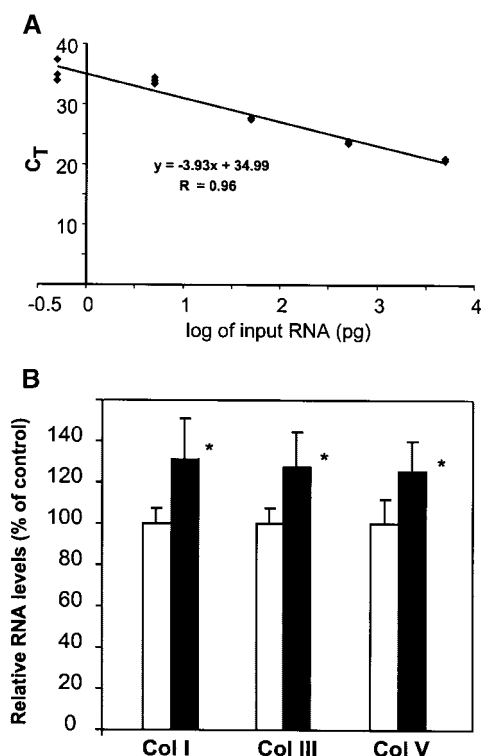 A
40
30
20
10
C_T
y = -3.93x + 34.99
R = 0.96
-0.5 0 1 2 3 4
log of input RNA (pg)
B
Relative RNA levels (% of control)
140
120
100
80
60
40
20
0
*
*
*
Col I Col III Col V